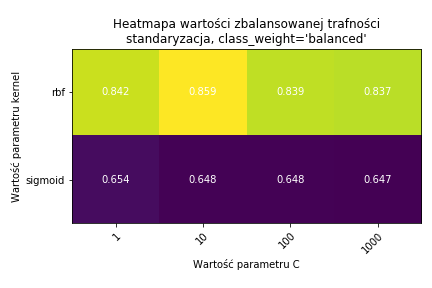 Heatmapa wartości zbalansowanej trafności
standaryzacja, class_weight='balanced'
Wartość parametru kernel
rbf
0.842 0.859 0.839 0.837
sigmoid
0.654 0.648 0.648 0.647
1 10 100 1000
Wartość parametru C